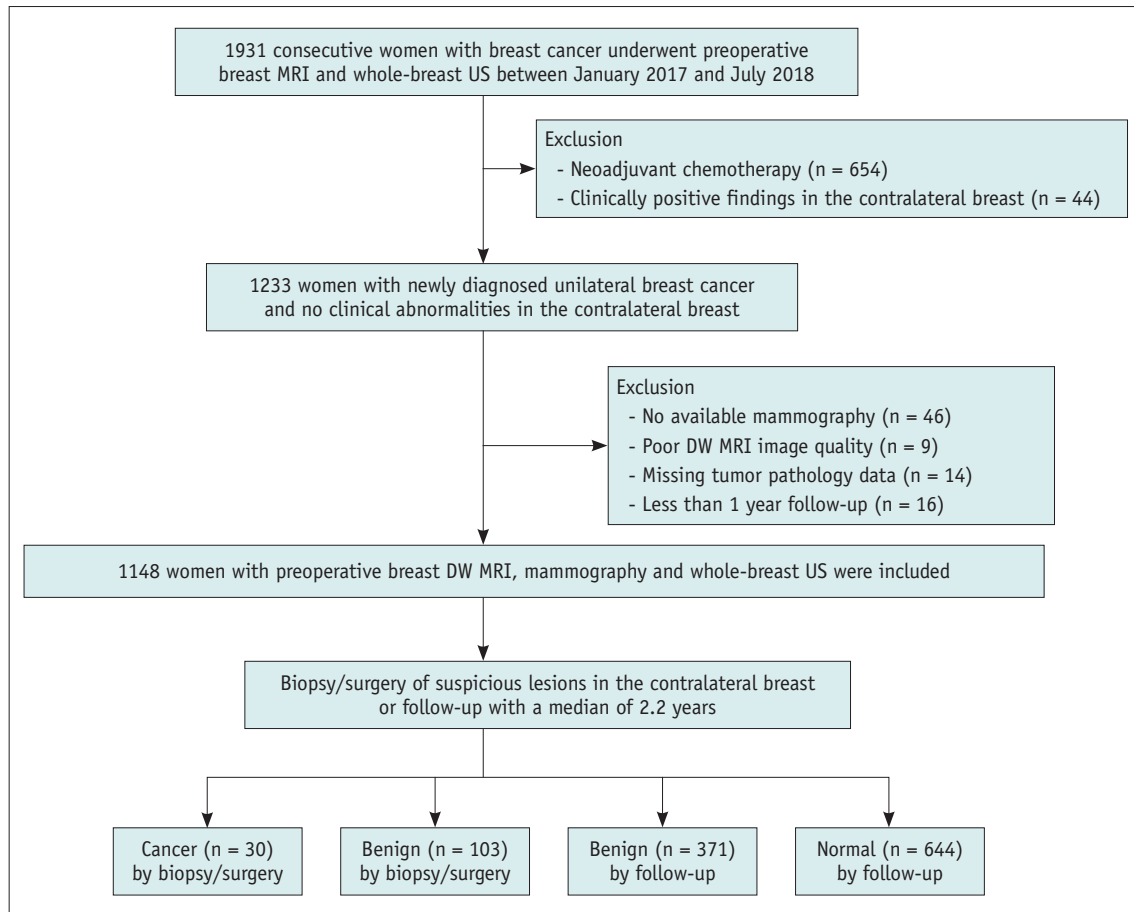 1931 consecutive women with breast cancer underwent preoperative
breast MRI and whole-breast US between January 2017 and July 2018
Exclusion
- Neoadjuvant chemotherapy (n = 654)
- Clinically positive findings in the contralateral breast (n = 44)
1233 women with newly diagnosed unilateral breast cancer
and no clinical abnormalities in the contralateral breast
Exclusion
- No available mammography (n = 46)
- Poor DW MRI image quality (n = 9)
- Missing tumor pathology data (n = 14)
- Less than 1 year follow-up (n = 16)
1148 women with preoperative breast DW MRI, mammography and whole-breast US were included
Biopsy/surgery of suspicious lesions in the contralateral breast
or follow-up with a median of 2.2 years
Cancer (n = 30)
by biopsy/surgery
Benign (n = 103)
by biopsy/surgery
Benign (n = 371)
by follow-up
Normal (n = 644)
by follow-up